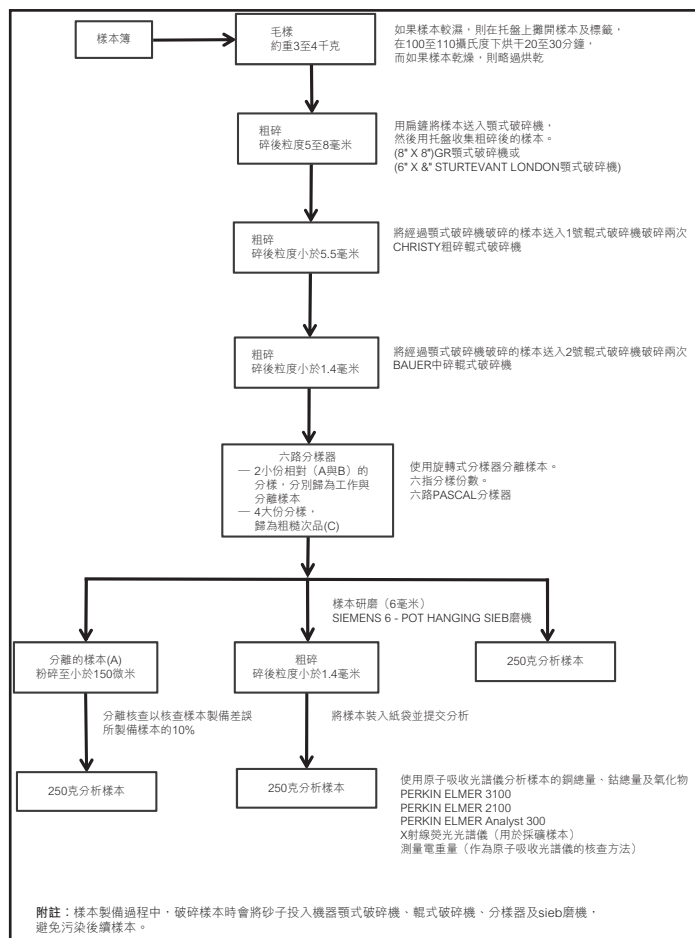 樣本簿
毛樣
約重3至4千克
如果樣本較濕，則在托盤上攤開樣本及標籤，
在100至110攝氏度下烘干20至30分鐘，
而如果樣本乾燥，則略過烘乾
粗碎
碎後粒度5至8毫米
用扁鏟將樣本送入顎式破碎機，
然後用托盤收集粗碎後的樣本。
(8" X 8")GR顎式破碎機或
(6" X &" STURTEVANT LONDON顎式破碎機)
粗碎
碎後粒度小於5.5毫米
將經過顎式破碎機破碎的樣本送入1號輥式破碎機破碎兩次
CHRISTY粗碎輥式破碎機
粗碎
碎後粒度小於1.4毫米
將經過顎式破碎機破碎的樣本送入2號輥式破碎機破碎兩次
BAUER中碎輥式破碎機
六路分樣器
— 2小份相對（A與B）的
分樣，分別歸為工作與
分離樣本
— 4大份分樣，
歸為粗糙次品(C)
使用旋轉式分樣器分離樣本。
六指分樣份數。
六路PASCAL分樣器
樣本研磨（6毫米）
SIEMENS 6 - POT HANGING SIEB磨機
分離的樣本(A)
粉碎至小於150微米
粗碎
碎後粒度小於1.4毫米
250克分析樣本
分離核查以核查樣本製備差誤
所製備樣本的10%
將樣本裝入紙袋並提交分析
250克分析樣本
250克分析樣本
使用原子吸收光譜儀分析樣本的銅總量、鈷總量及氧化物
PERKIN ELMER 3100
PERKIN ELMER 2100
PERKIN ELMER Analyst 300
X射線熒光光譜儀（用於採礦樣本）
測量電重量（作為原子吸收光譜儀的核查方法）
附註：樣本製備過程中，破碎樣本時會將砂子投入機器顎式破碎機、輥式破碎機、分樣器及sieb磨機，
避免污染後續樣本。